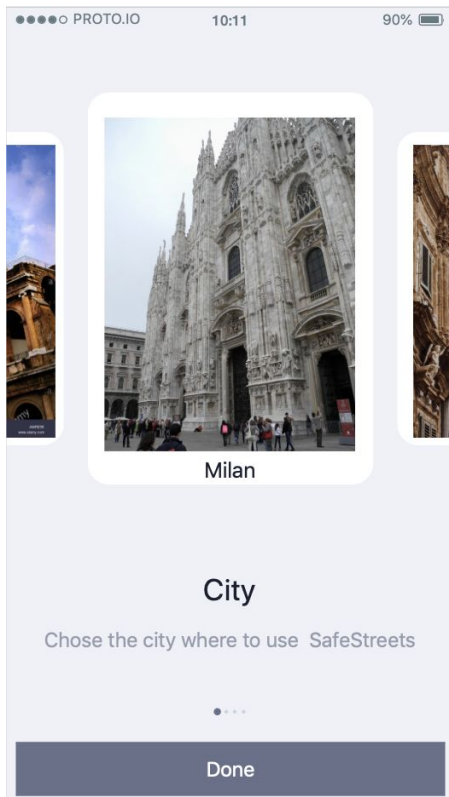 PROTO.IO 10:11 90%
Milan
City
Chose the city where to use SafeStreets
Done